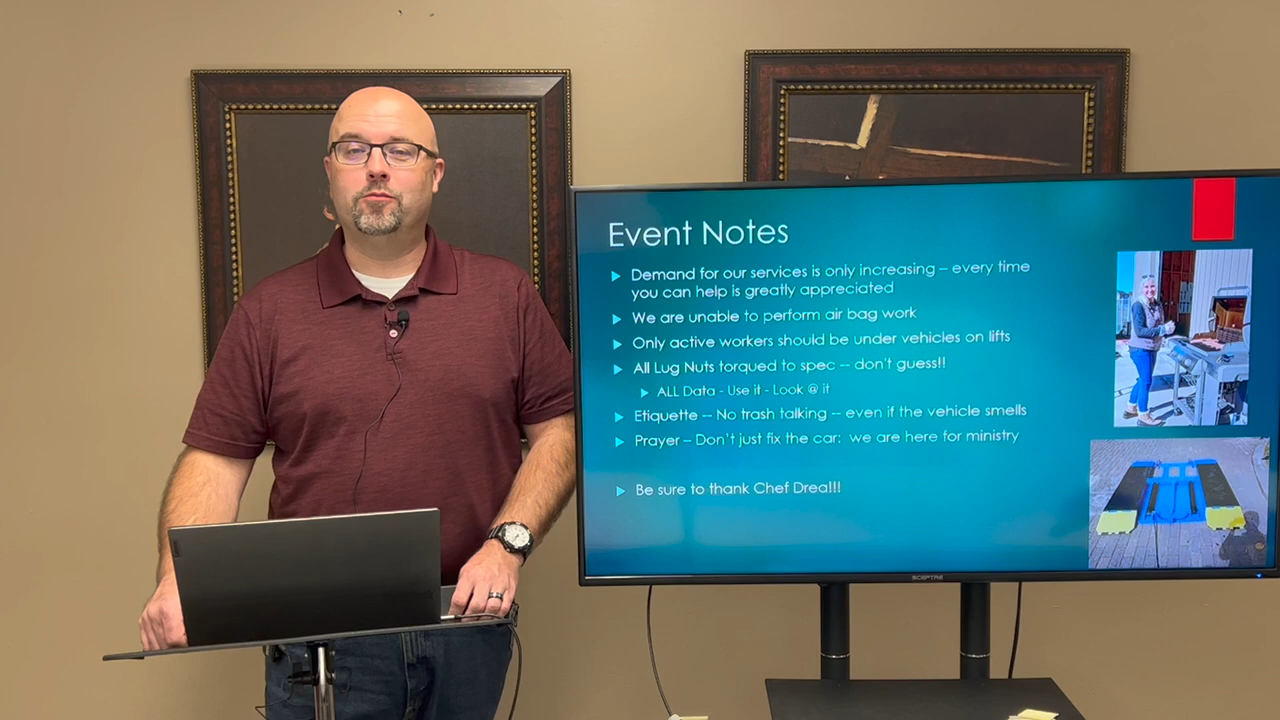 Event Notes
Demand for our services is only increasing – every time
you can help is greatly appreciated
We are unable to perform air bag work
Only active workers should be under vehicles on lifts
All Lug Nuts torqued to spec -- don't guess!!
ALL Data - Use it - Look @ it
Etiquette -- No trash talking -- even if the vehicle smells
Prayer – Don't just fix the car: we are here for ministry
Be sure to thank Chef Drea!!!
SCEPTRE